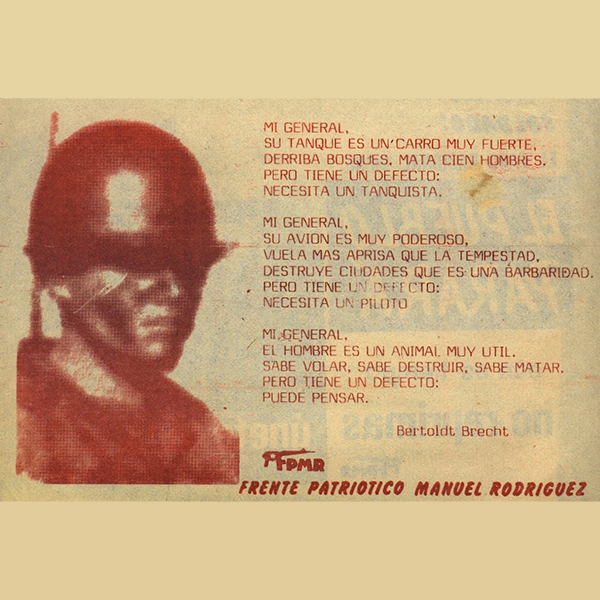 MI GENERAL,
SU TANQUE ES UN CARRO MUY FUERTE,
DERRIBA BOSQUES, MATA CIEN HOMBRES.
PERO TIENE UN DEFECTO:
NECESITA UN TANQUISTA.
MI GENERAL,
SU AVION ES MUY PODEROSO,
VUELA MAS APRISA QUE LA TEMPESTAD,
DESTRUYE CIUDADES QUE ES UNA BARBARIDAD.
PERO TIENE UN DEFECTO:
NECESITA UN PILOTO
MI GENERAL,
EL HOMBRE ES UN ANIMAL MUY UTIL.
SABE VOLAR, SABE DESTRUIR, SABE MATAR.
PERO TIENE UN DEFECTO:
PUEDE PENSAR.
Bertoldt Brecht
FRENTE PATRIOTICO MANUEL RODRIGUEZ